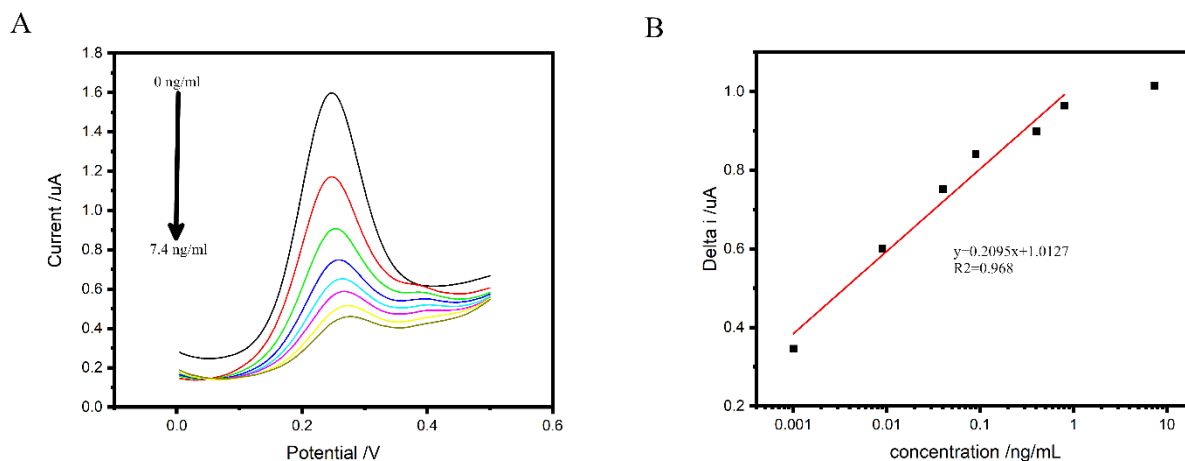 A
1.8
1.6
1.4
1.2
1.0
0.8
0.6
0.4
0.2
0.0
Current /uA
0 ng/ml
7.4 ng/ml
0.0
0.2
0.4
0.6
Potential /V
B
1.0
0.8
0.6
0.4
0.2
Delta i /uA
y=0.2095x+1.0127
R2=0.968
0.001
0.01
0.1
1
10
concentration /ng/mL